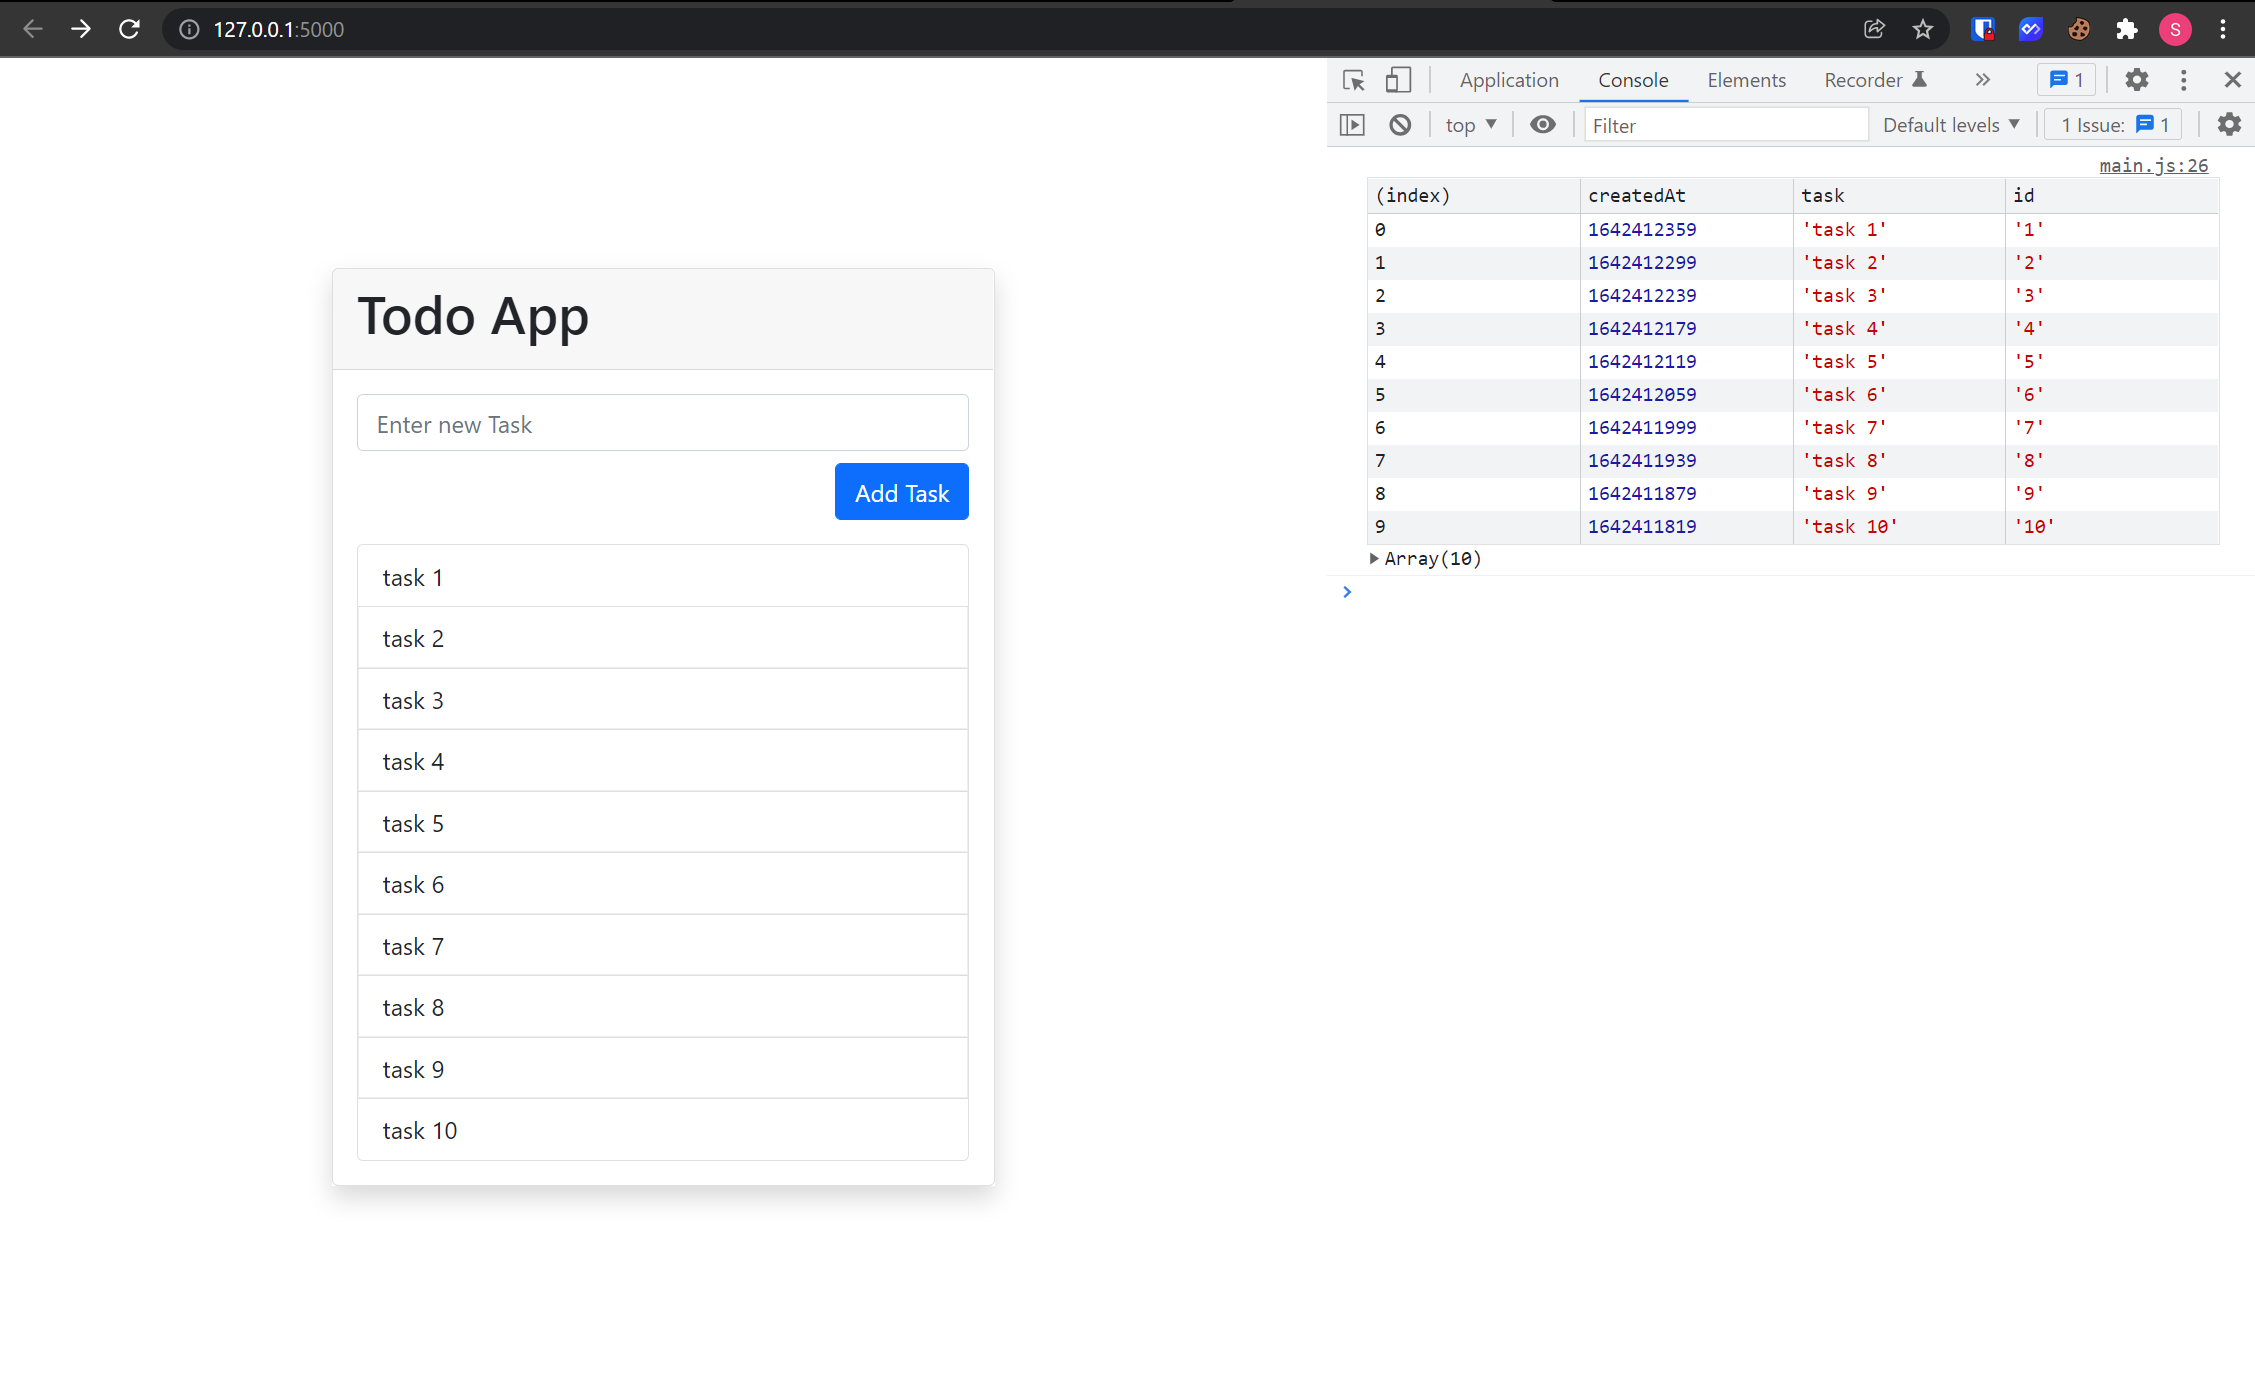 127.0.0.1:5000
S
Todo App
Enter new Task
Add Task
task 1
task 2
task 3
task 4
task 5
task 6
task 7
task 8
task 9
task 10
Application Console Elements Recorder 1
top Filter Default levels 1 Issue: 1
main.js:26
(index) createdAt task id
0 1642412359 'task 1' '1'
1 1642412299 'task 2' '2'
2 1642412239 'task 3' '3'
3 1642412179 'task 4' '4'
4 1642412119 'task 5' '5'
5 1642412059 'task 6' '6'
6 1642411999 'task 7' '7'
7 1642411939 'task 8' '8'
8 1642411879 'task 9' '9'
9 1642411819 'task 10' '10'
Array(10)